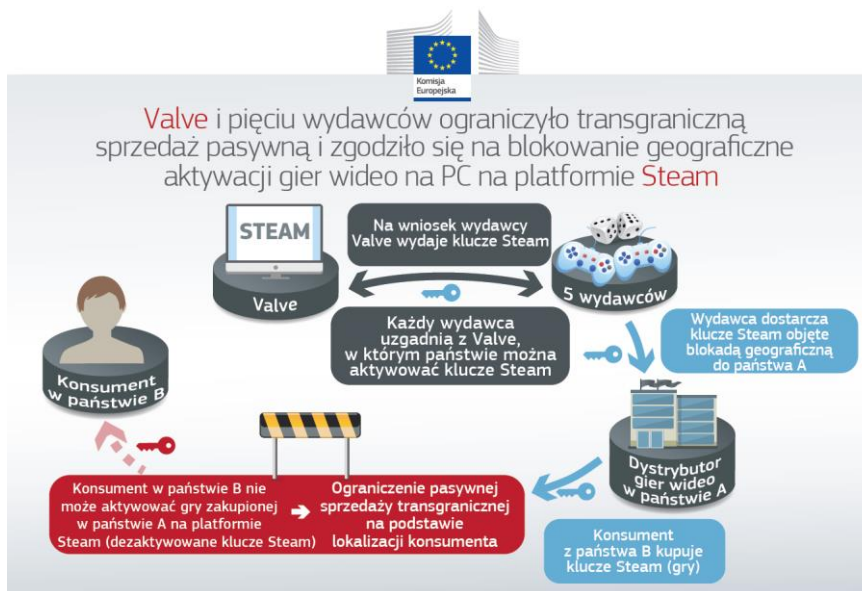 Komisja
Europejska
Valve i pięciu wydawców ograniczyło transgraniczną
sprzedaż pasywną i zgodziło się na blokowanie geograficzne
aktywacji gier wideo na PC na platformie Steam
STEAM
Valve
Na wniosek wydawcy
Valve wydaje klucze Steam
5 wydawców
Każdy wydawca
uzgadnia z Valve,
w którym państwie można
aktywować klucze Steam
Wydawca dostarcza
klucze Steam objęte
blokadą geograficzną
do państwa A
Konsument
w państwie B
Dystrybutor
gier wideo
w państwie A
Konsument w państwie B nie
może aktywować gry zakupionej
w państwie A na platformie
Steam (dezaktywowane klucze Steam)
Ograniczenie pasywnej
sprzedaży transgranicznej
na podstawie
lokalizacji konsumenta
Konsument
z państwa B kupuje
klucze Steam (gry)